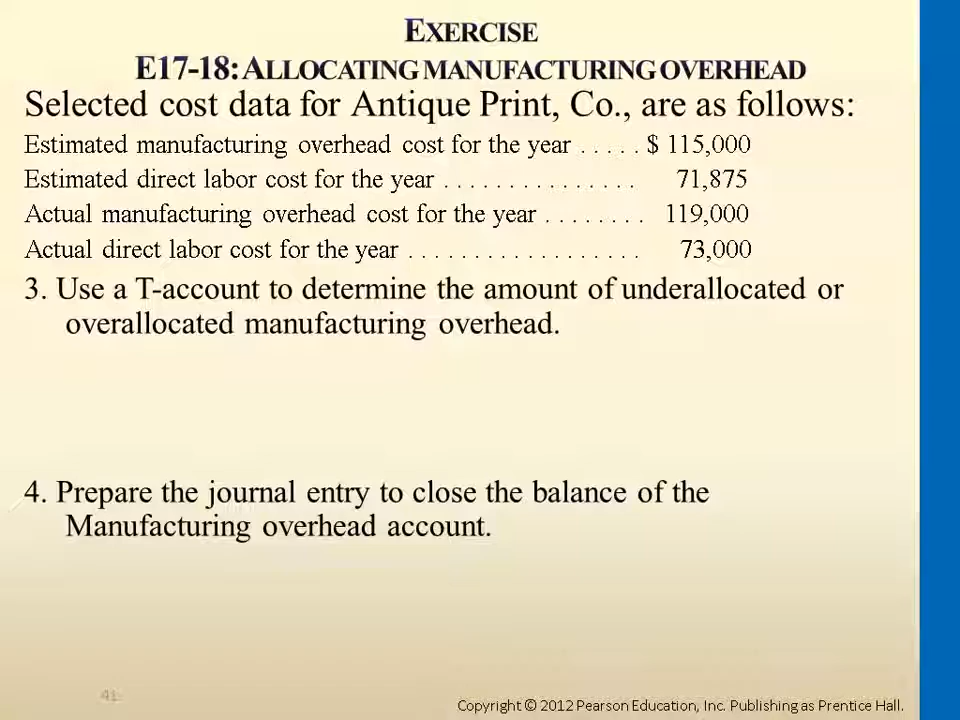 EXERCISE
E17-18: ALLOCATING MANUFACTURING OVERHEAD
Selected cost data for Antique Print, Co., are as follows:
Estimated manufacturing overhead cost for the year . . . . . $ 115,000
Estimated direct labor cost for the year . . . . . . . . . . . . . . . 71,875
Actual manufacturing overhead cost for the year . . . . . . . . 119,000
Actual direct labor cost for the year . . . . . . . . . . . . . . . . . . 73,000
3. Use a T-account to determine the amount of underallocated or
overallocated manufacturing overhead.
4. Prepare the journal entry to close the balance of the
Manufacturing overhead account.
41
Copyright © 2012 Pearson Education, Inc. Publishing as Prentice Hall.